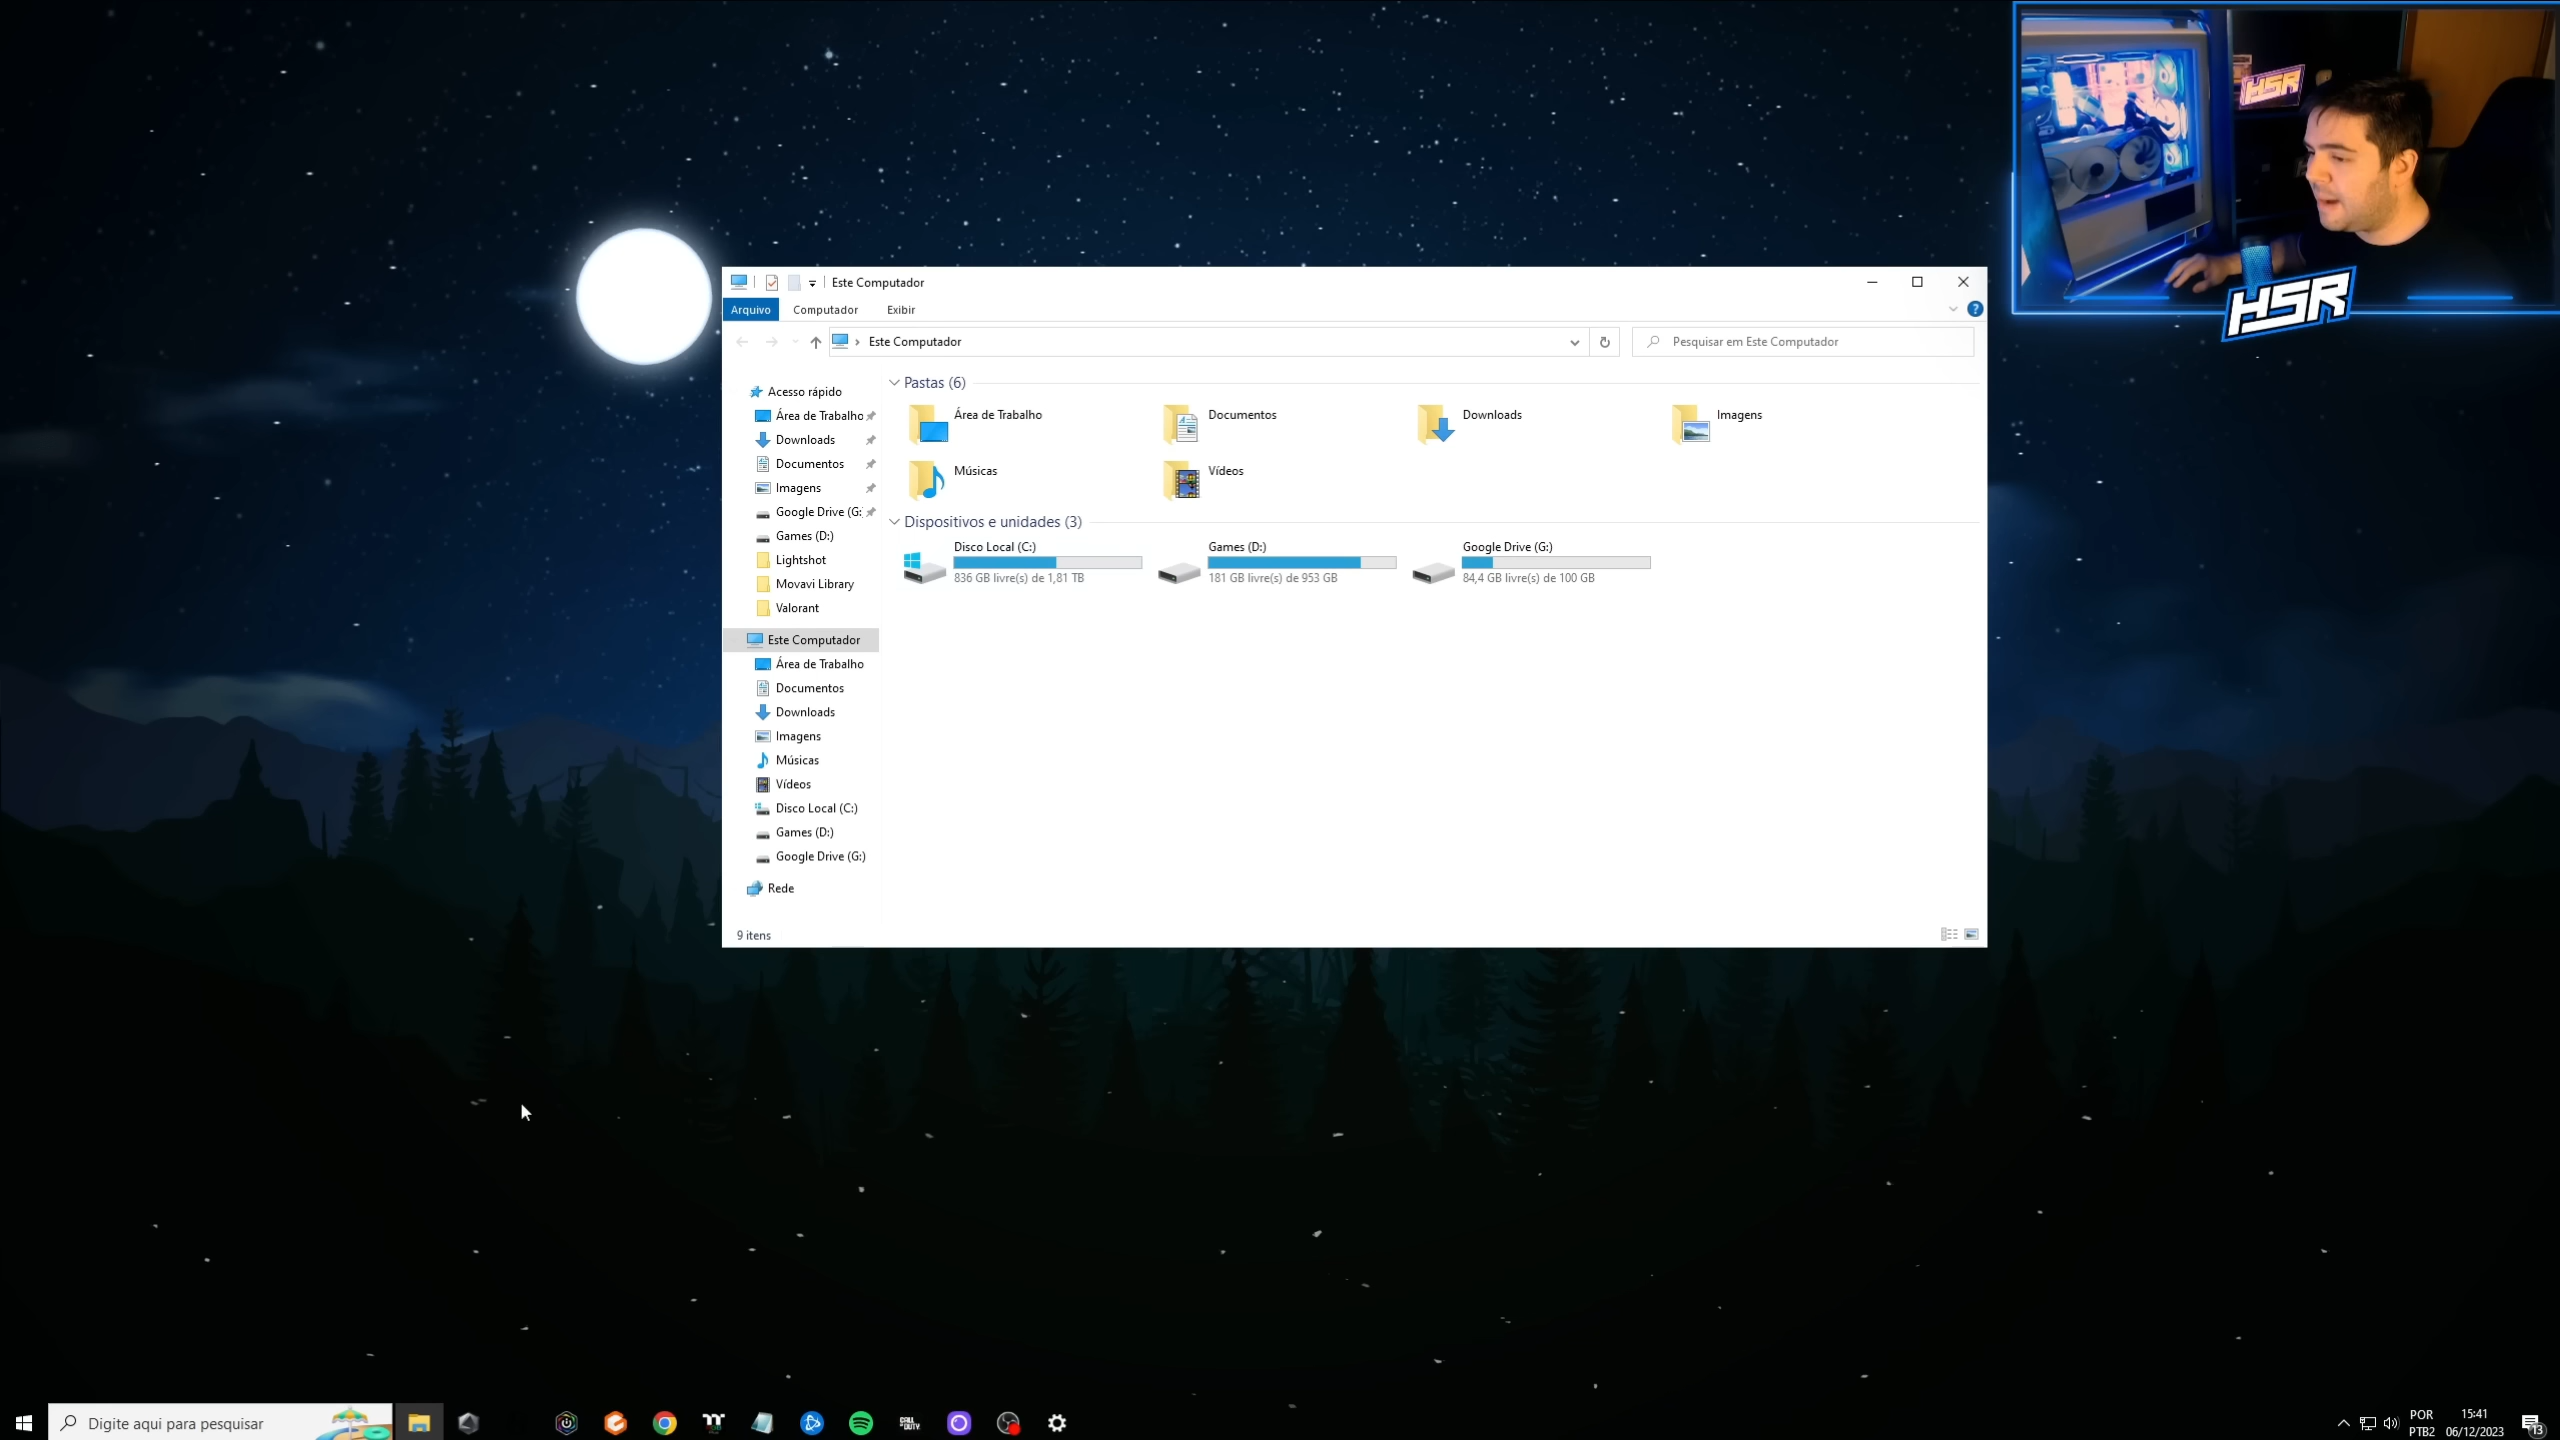 HSR
HSR
Este Computador
Arquivo Computador Exibir
Este Computador
Pesquisar em Este Computador
Acesso rápido
Área de Trabalho
Downloads
Documentos
Imagens
Google Drive (G:
Games (D:)
Lightshot
Movavi Library
Valorant
Este Computador
Área de Trabalho
Documentos
Downloads
Imagens
Músicas
Vídeos
Disco Local (C:)
Games (D:)
Google Drive (G:)
Rede
Pastas (6)
Área de Trabalho
Documentos
Downloads
Imagens
Músicas
Vídeos
Dispositivos e unidades (3)
Disco Local (C:)
836 GB livre(s) de 1,81 TB
Games (D:)
181 GB livre(s) de 953 GB
Google Drive (G:)
84,4 GB livre(s) de 100 GB
9 itens
Digite aqui para pesquisar
CALL DUTY
POR
PTB2
15:41
06/12/2023
13